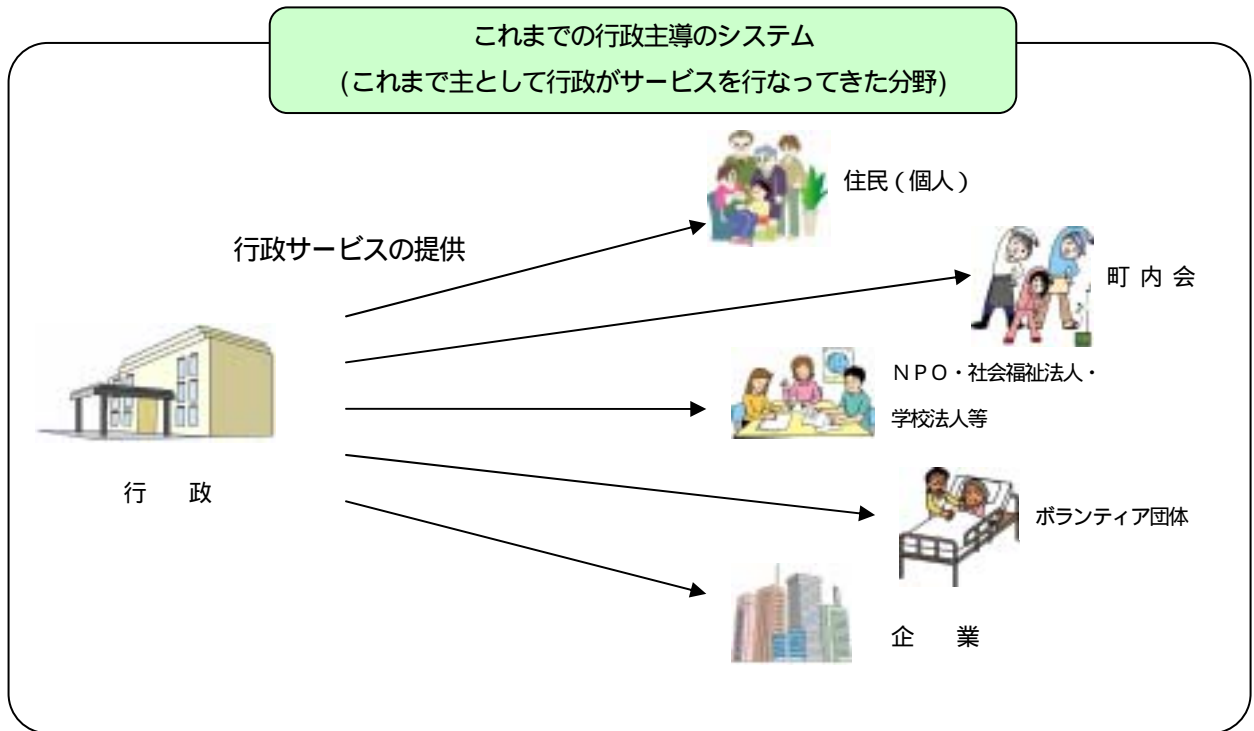 これまでの行政主導のシステム
(これまで主として行政がサービスを行なってきた分野)
住民（個人）
行政サービスの提供
町 内 会
ＮＰＯ・社会福祉法人・
学校法人等
行　　政
ボランティア団体
企　　業